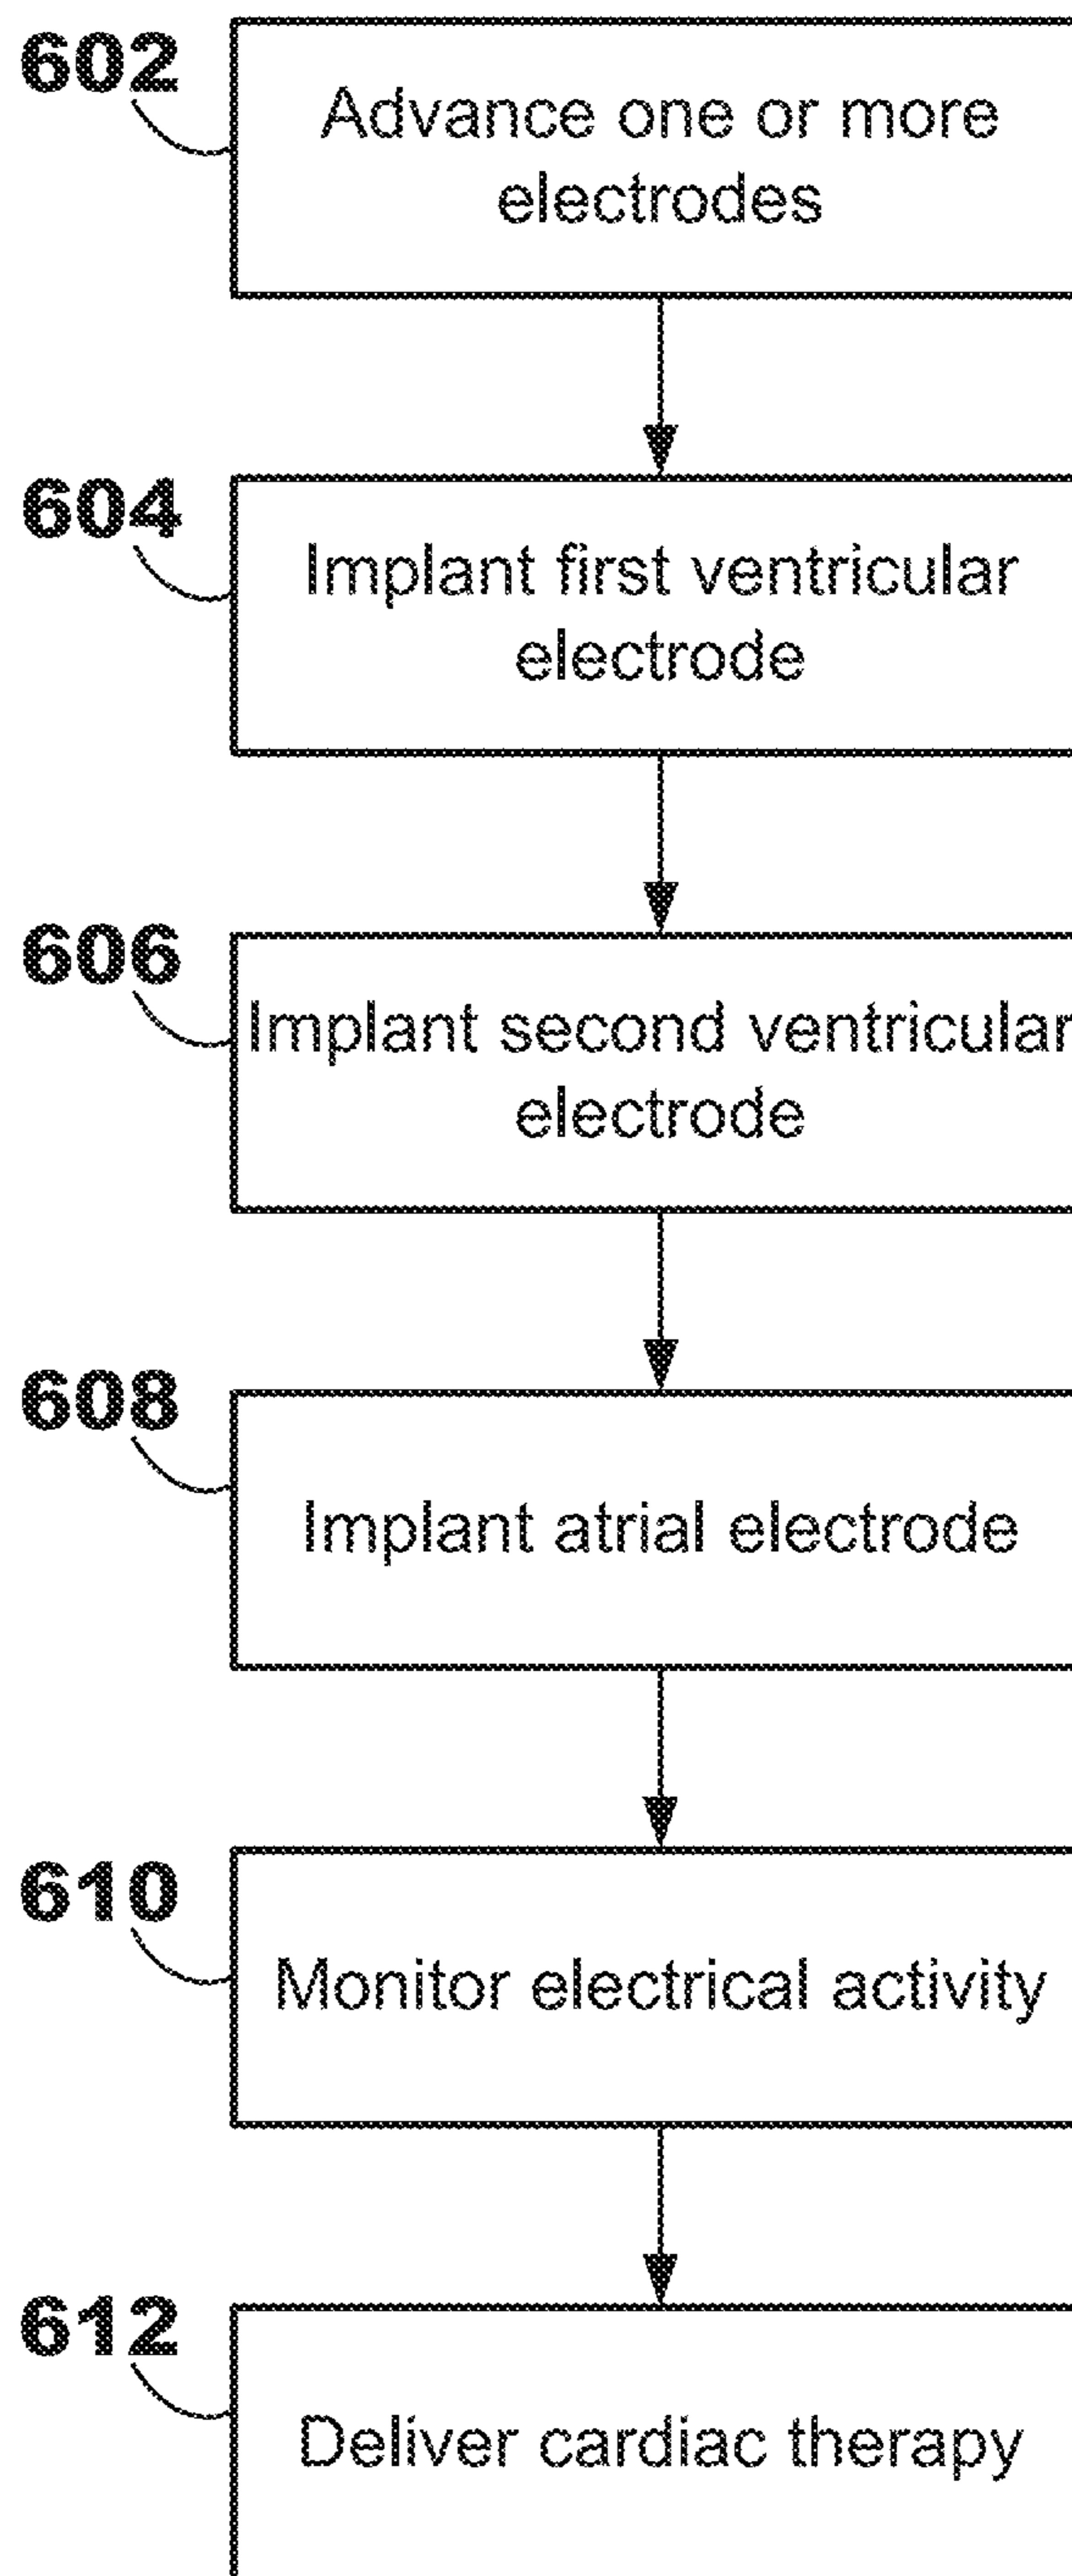 602
Advance one or more
electrodes
604
Implant first ventricular
electrode
606
Implant second ventricular
electrode
608
Implant atrial electrode
610
Monitor electrical activity
612
Deliver cardiac therapy